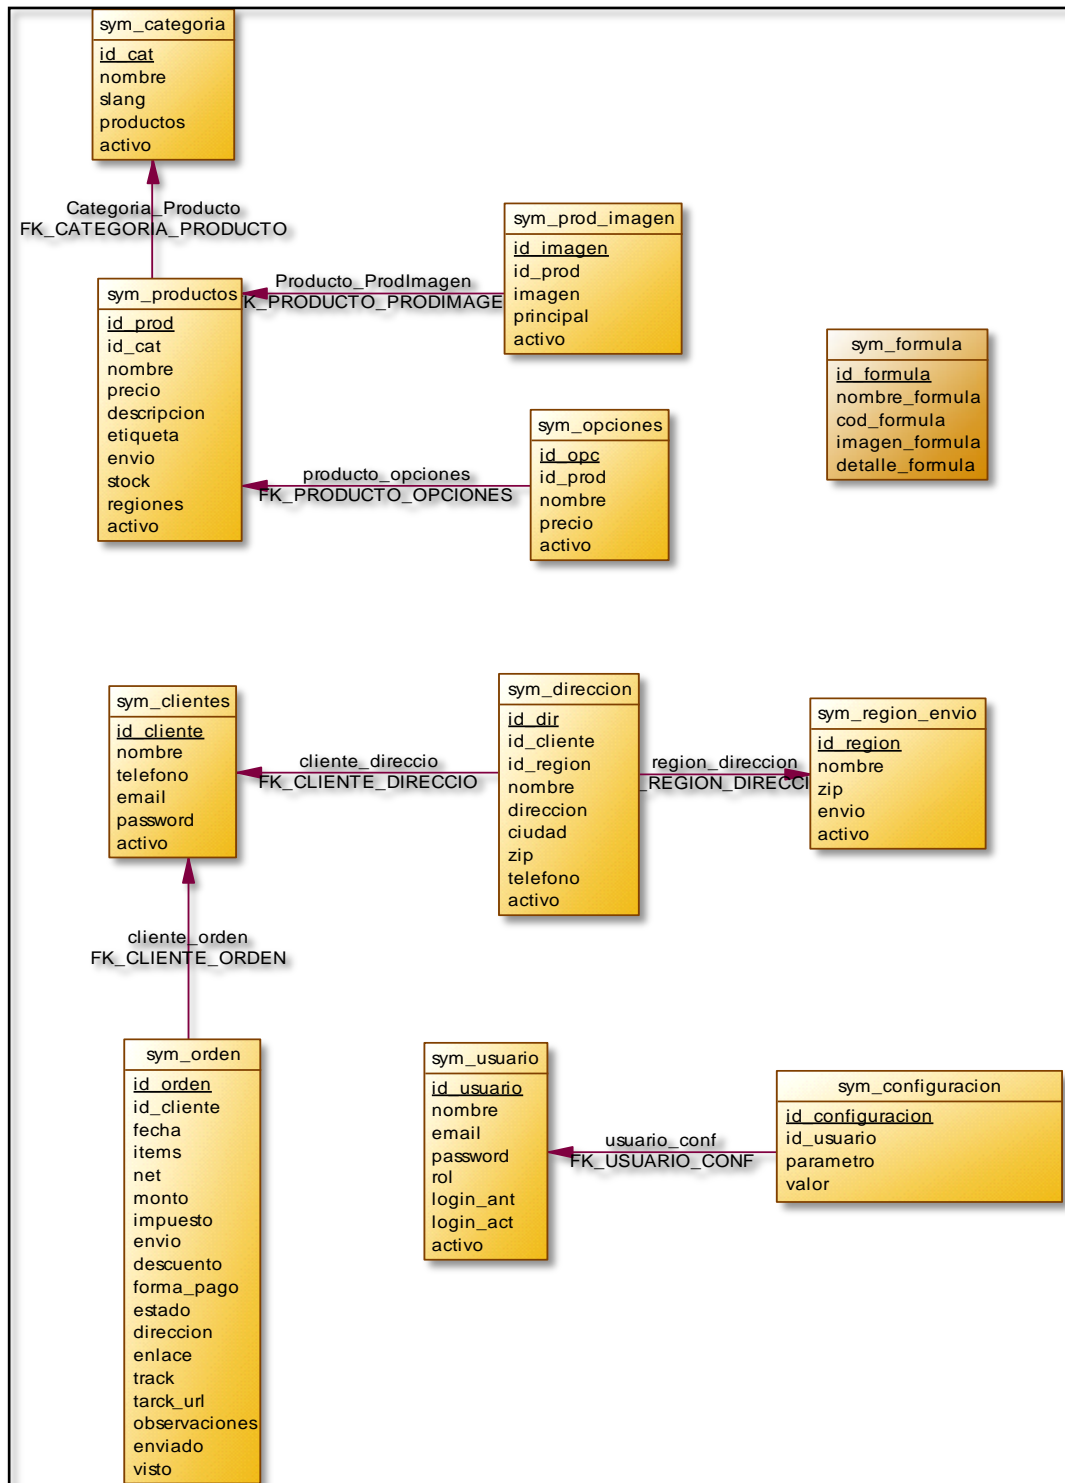 sym_categoria
id_cat
nombre
slang
productos
activo
Categoria_Producto
FK_CATEGORIA_PRODUCTO
sym_productos
id_prod
id_cat
nombre
precio
descripcion
etiqueta
envio
stock
regiones
activo
Producto_ProdImagen
K_PRODUCTO_PRODIMAGE
sym_prod_imagen
id_imagen
id_prod
imagen
principal
activo
producto_opciones
FK_PRODUCTO_OPCIONES
sym_opciones
id_opc
id_prod
nombre
precio
activo
sym_formula
id_formula
nombre_formula
cod_formula
imagen_formula
detalle_formula
sym_clientes
id_cliente
nombre
telefono
email
password
activo
cliente_direccio
FK_CLIENTE_DIRECCIO
sym_direccion
id_dir
id_cliente
id_region
nombre
direccion
ciudad
zip
telefono
activo
region_direccion
_REGION_DIRECCI
sym_region_envio
id_region
nombre
zip
envio
activo
cliente_orden
FK_CLIENTE_ORDEN
sym_orden
id_orden
id_cliente
fecha
items
net
monto
impuesto
envio
descuento
forma_pago
estado
direccion
enlace
track
tarck_url
observaciones
enviado
visto
sym_usuario
id_usuario
nombre
email
password
rol
login_ant
login_act
activo
usuario_conf
FK_USUARIO_CONF
sym_configuracion
id_configuracion
id_usuario
parametro
valor